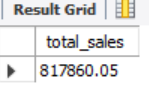 Result Grid
total_sales
817860.05